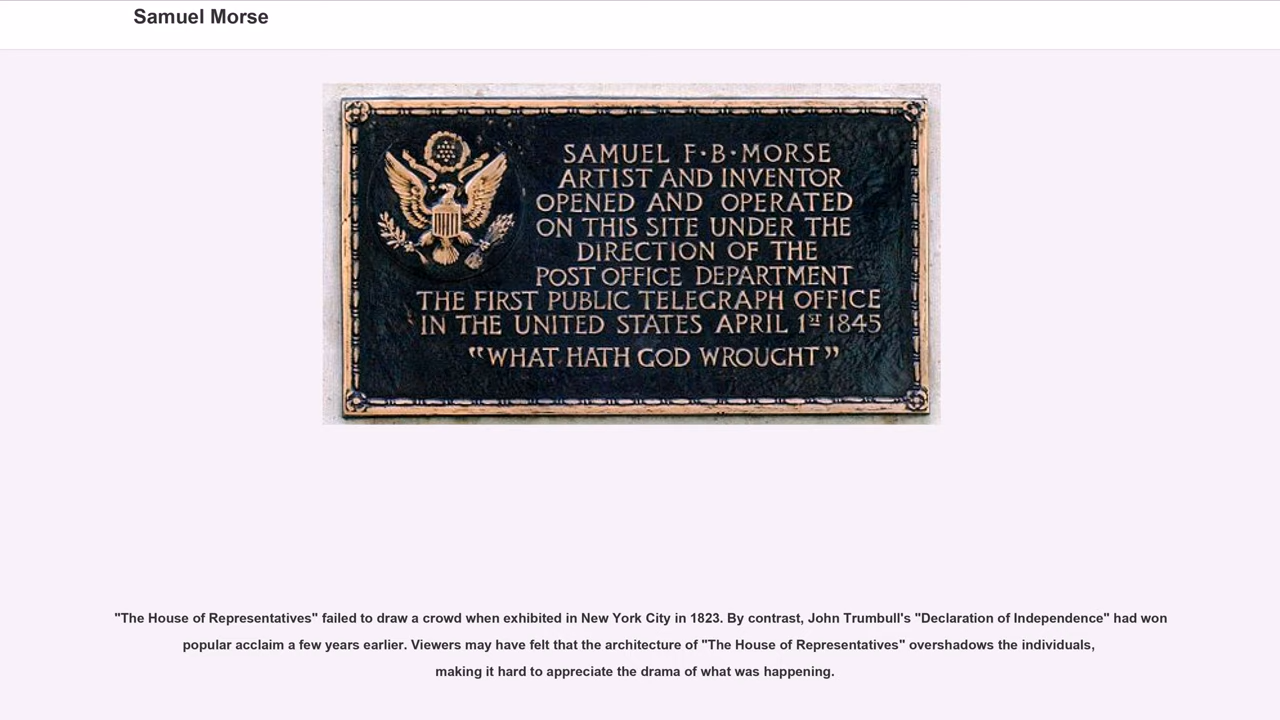 Samuel Morse
SAMUEL F·B·MORSE
ARTIST AND INVENTOR
OPENED AND OPERATED
ON THIS SITE UNDER THE
DIRECTION OF THE
POST OFFICE DEPARTMENT
THE FIRST PUBLIC TELEGRAPH OFFICE
IN THE UNITED STATES APRIL 1ST 1845
"WHAT HATH GOD WROUGHT"
"The House of Representatives" failed to draw a crowd when exhibited in New York City in 1823. By contrast, John Trumbull's "Declaration of Independence" had won
popular acclaim a few years earlier. Viewers may have felt that the architecture of "The House of Representatives" overshadows the individuals,
making it hard to appreciate the drama of what was happening.